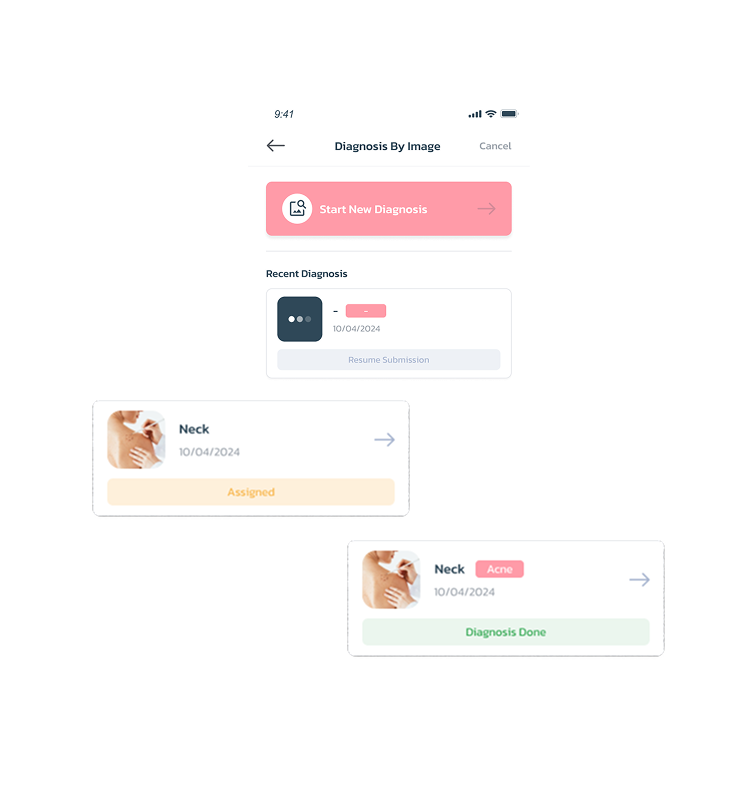 9:41
Diagnosis By Image
Cancel
Start New Diagnosis
Recent Diagnosis
- -
10/04/2024
Resume Submission
Neck
10/04/2024
Assigned
Neck Acne
10/04/2024
Diagnosis Done